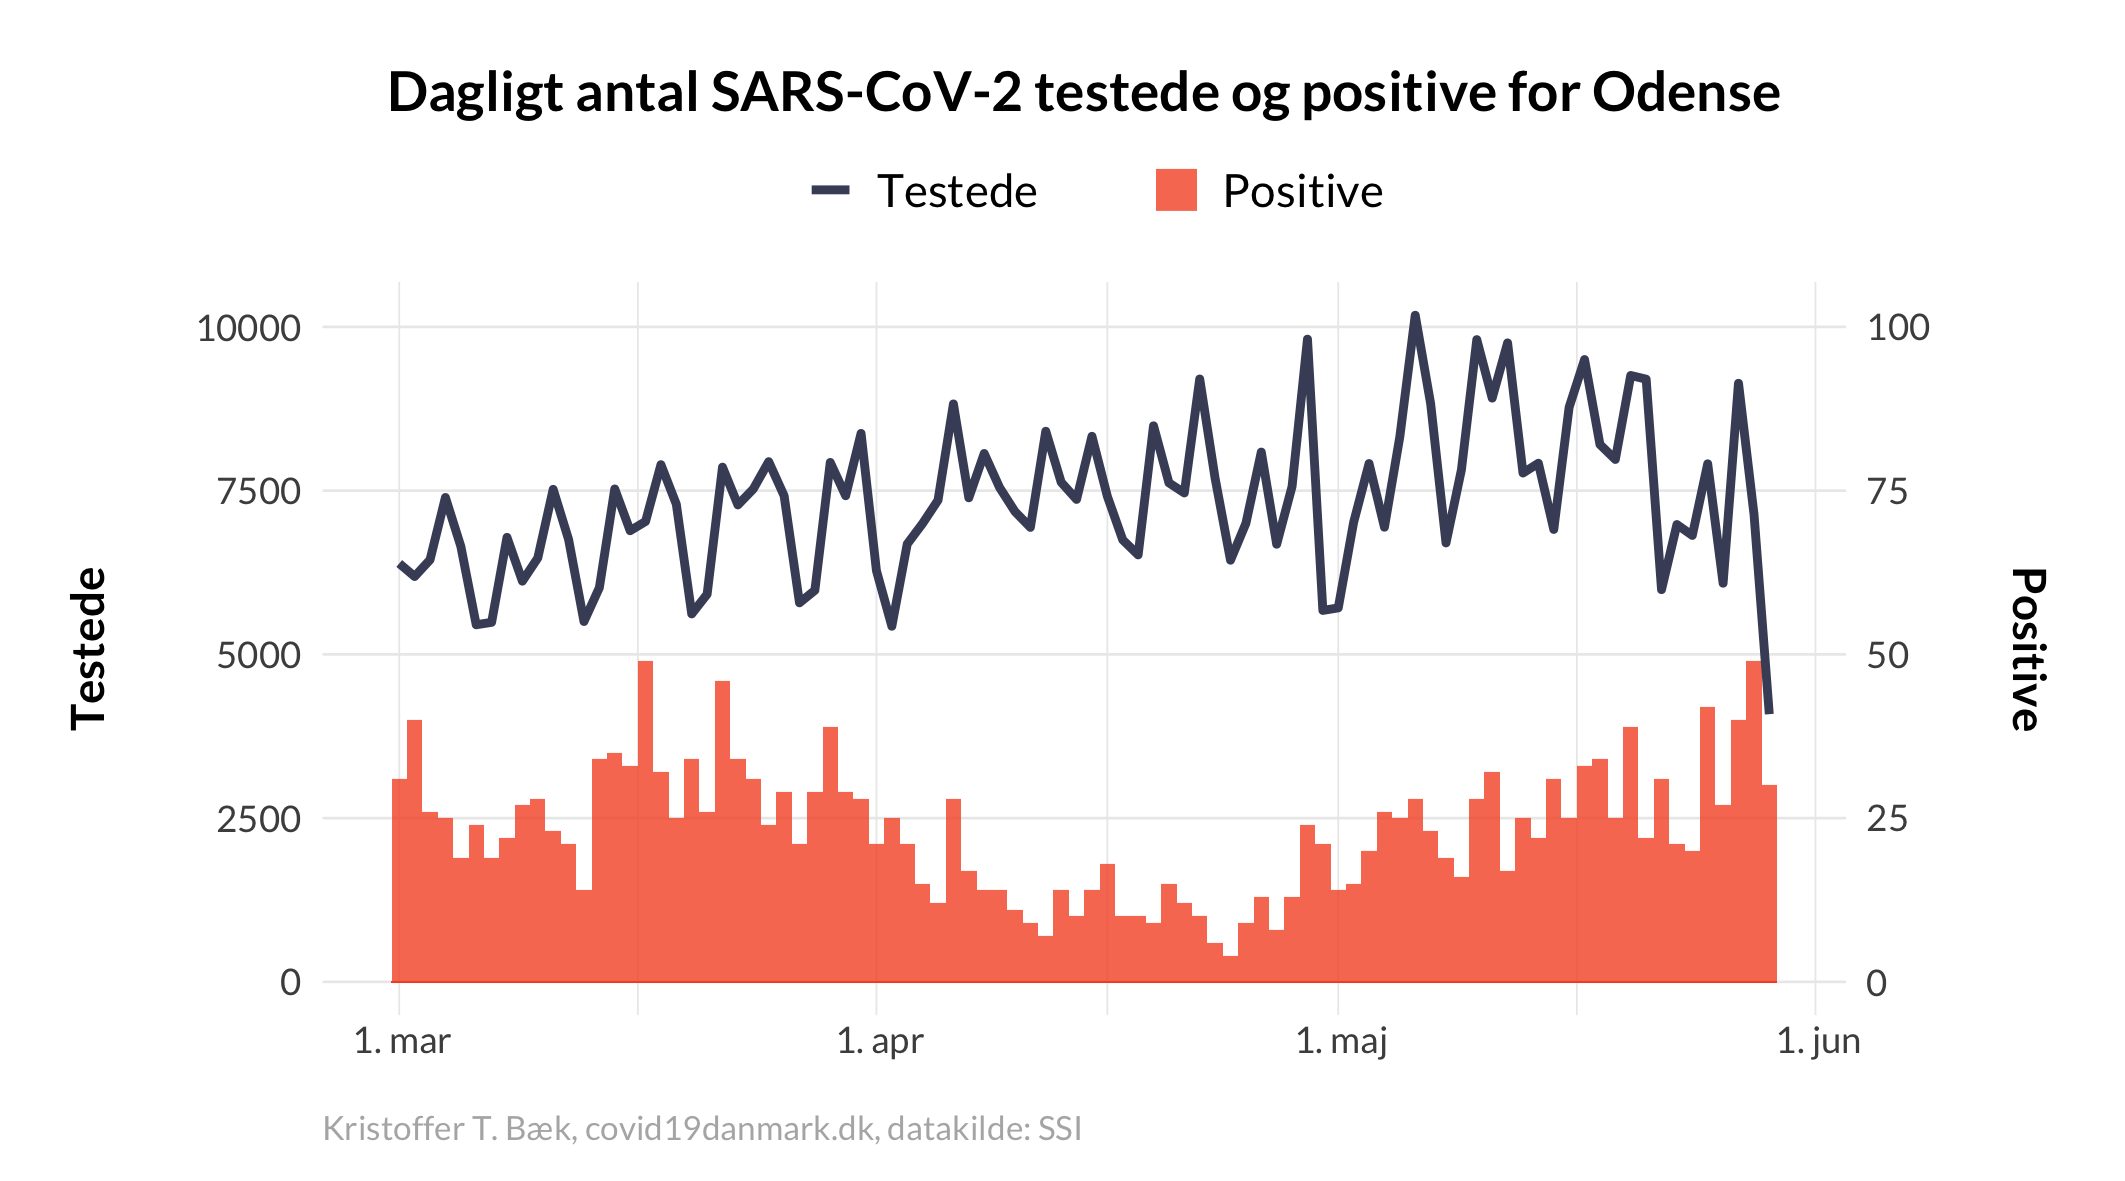 Dagligt antal SARS-CoV-2 testede og positive for Odense
Testede
Positive
10000
7500
5000
2500
0
Testede
100
75
50
25
0
Positive
1. mar
1. apr
1. maj
1. jun
Kristoffer T. Bæk, covid19danmark.dk, datakilde: SSI